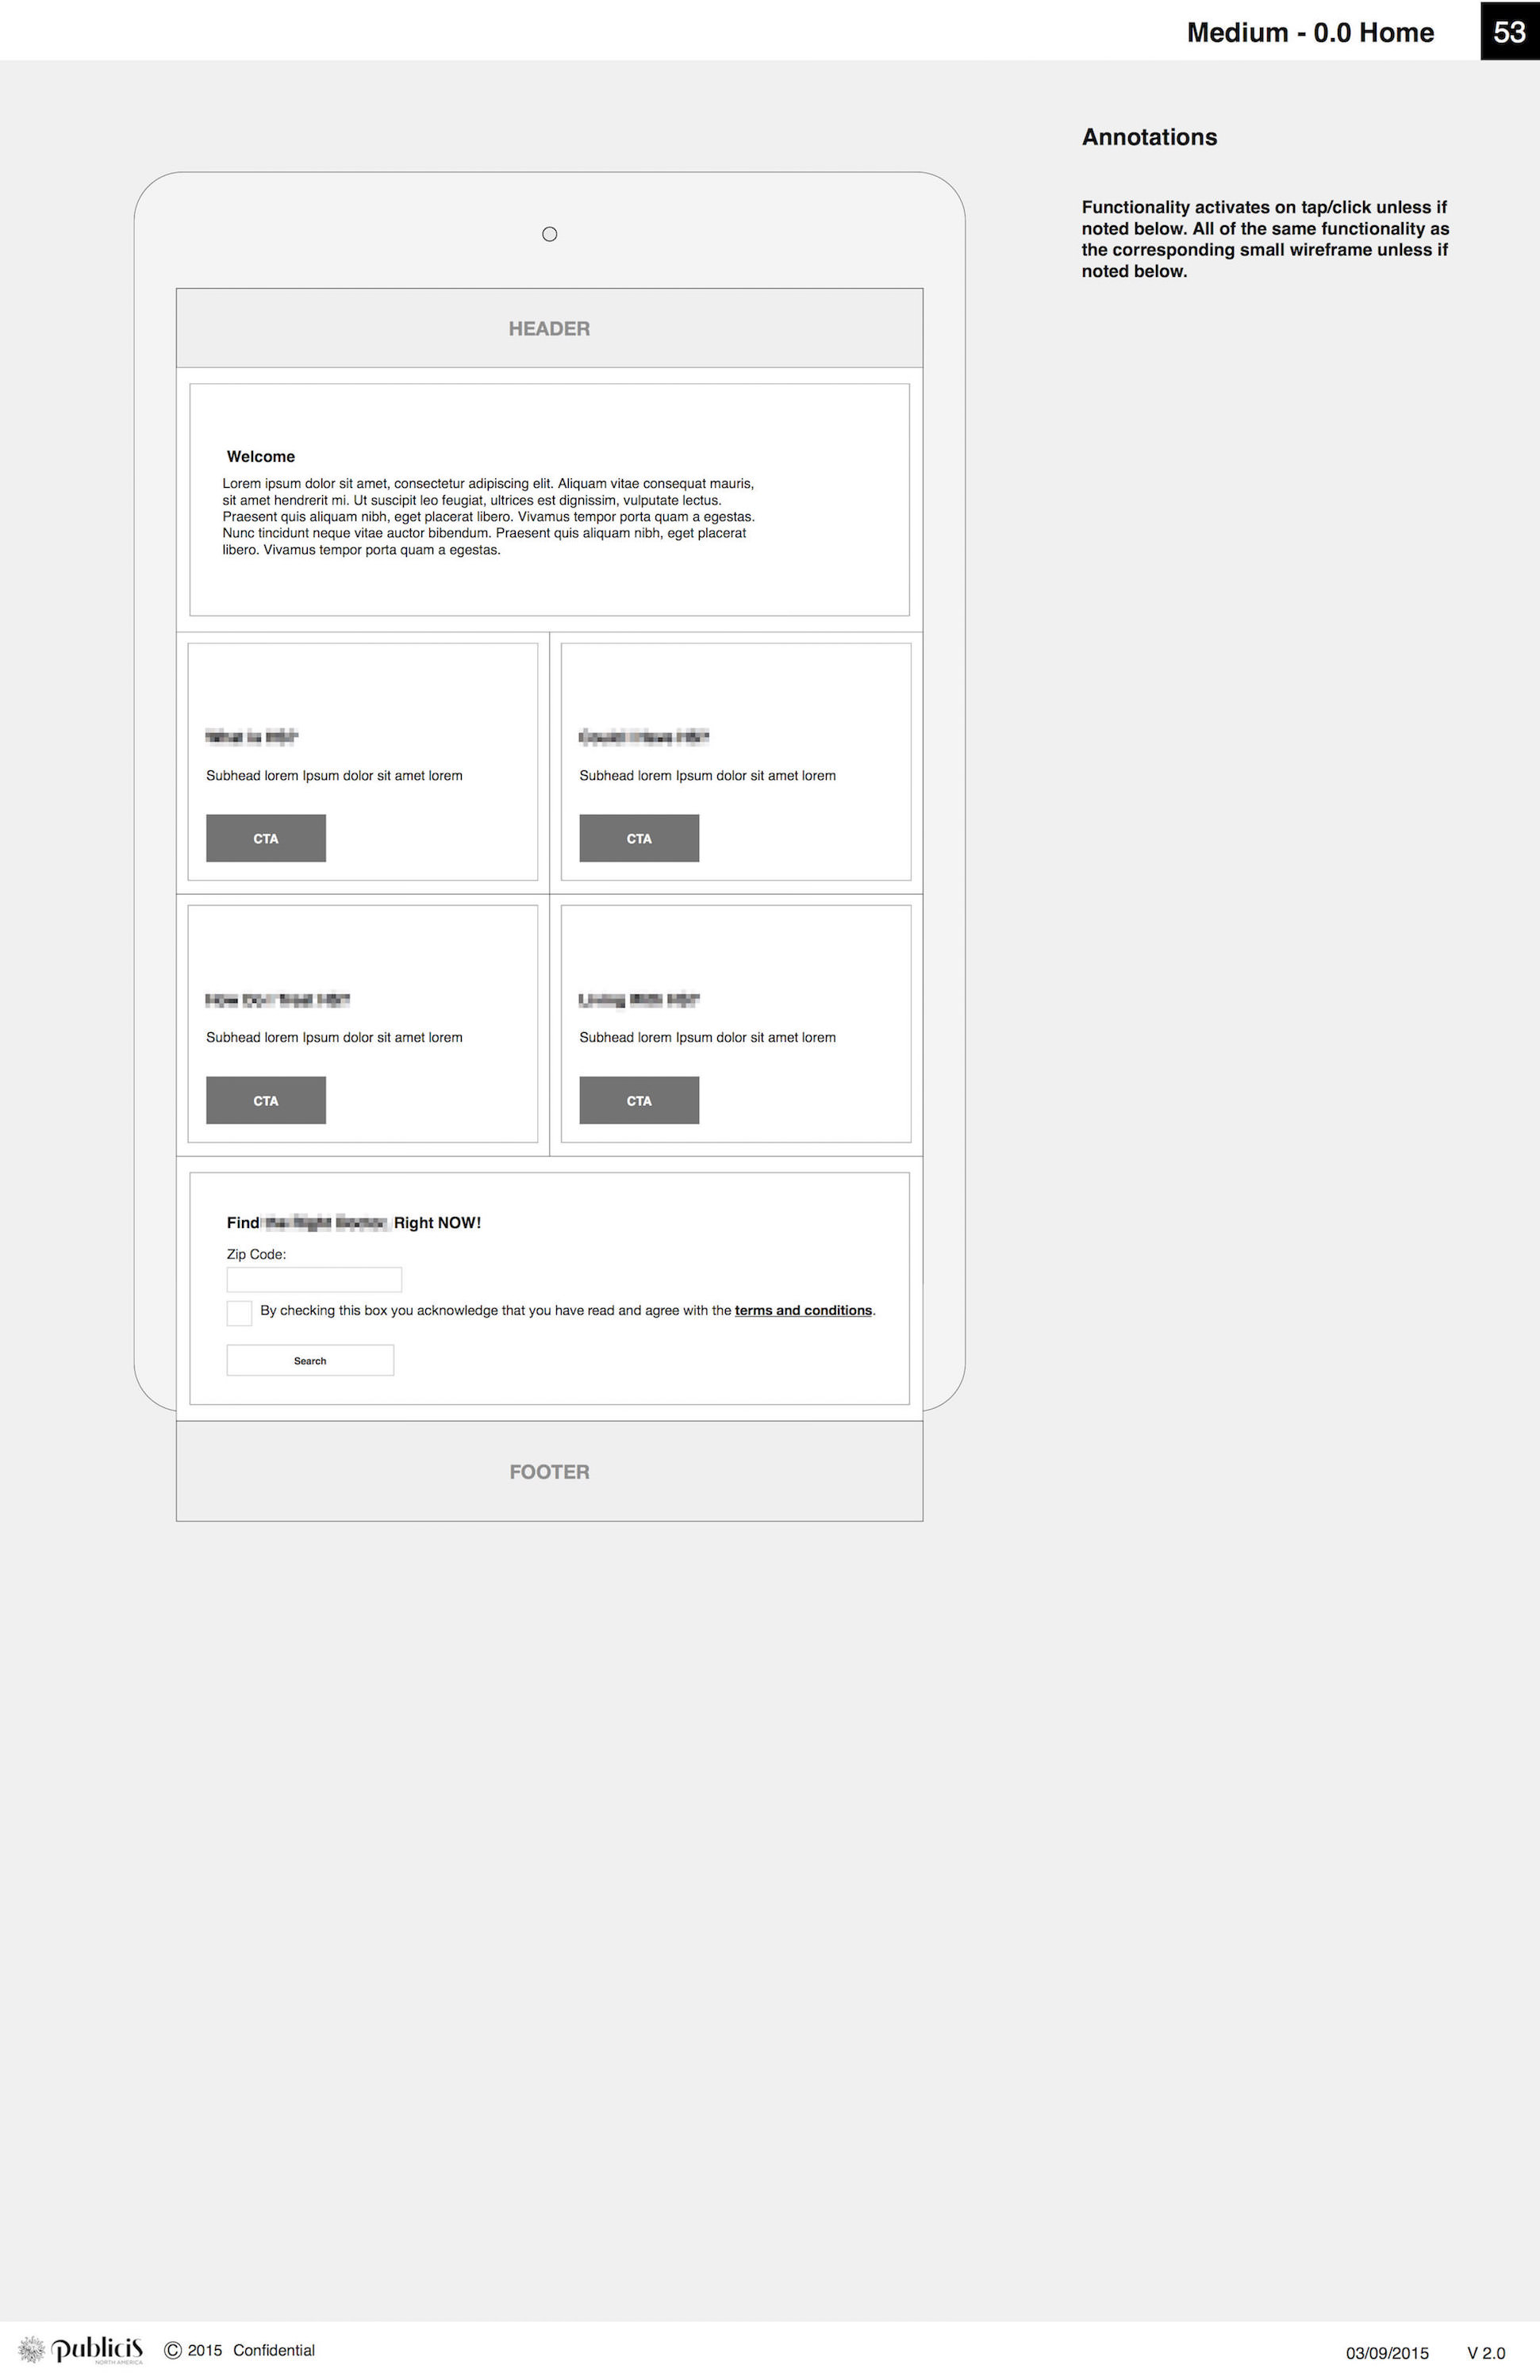 Medium - 0.0 Home
53
Annotations
Functionality activates on tap/click unless if
noted below. All of the same functionality as
the corresponding small wireframe unless if
noted below.
HEADER
Welcome
Lorem ipsum dolor sit amet, consectetur adipiscing elit. Aliquam vitae consequat mauris,
sit amet hendrerit mi. Ut suscipit leo feugiat, ultrices est dignissim, vulputate lectus.
Praesent quis aliquam nibh, eget placerat libero. Vivamus tempor porta quam a egestas.
Nunc tincidunt neque vitae auctor bibendum. Praesent quis aliquam nibh, eget placerat
libero. Vivamus tempor porta quam a egestas.
Subhead lorem Ipsum dolor sit amet lorem
CTA
Subhead lorem Ipsum dolor sit amet lorem
CTA
Subhead lorem Ipsum dolor sit amet lorem
CTA
Subhead lorem Ipsum dolor sit amet lorem
CTA
Find Right NOW!
Zip Code:
By checking this box you acknowledge that you have read and agree with the terms and conditions.
Search
FOOTER
publicis
NORTH AMERICA
© 2015 Confidential
03/09/2015
V 2.0